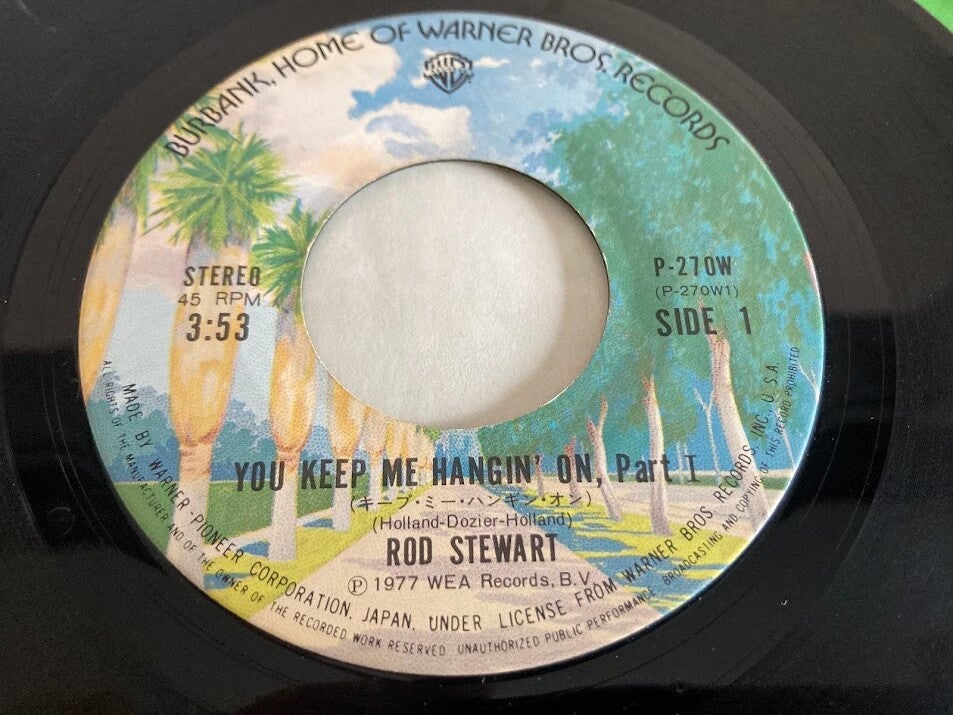 BURBANK, HOME OF WARNER BROS. RECORDS
STEREO
45 RPM
3:53
P-270W
(P-270W1)
SIDE 1
YOU KEEP ME HANGIN' ON, Part I
(キープ・ミー・ハンギン・オン)
(Holland-Dozier-Holland)
ROD STEWART
Ⓟ 1977 WEA Records, B.V.
MADE BY WARNER PIONEER CORPORATION, JAPAN, UNDER LICENSE FROM WARNER BROS. RECORDS INC., U.S.A.
ALL RIGHTS OF THE MANUFACTURER AND OF THE OWNER OF THE RECORDED WORK RESERVED. UNAUTHORIZED PUBLIC PERFORMANCE BROADCASTING AND COPYING OF THIS RECORD PROHIBITED